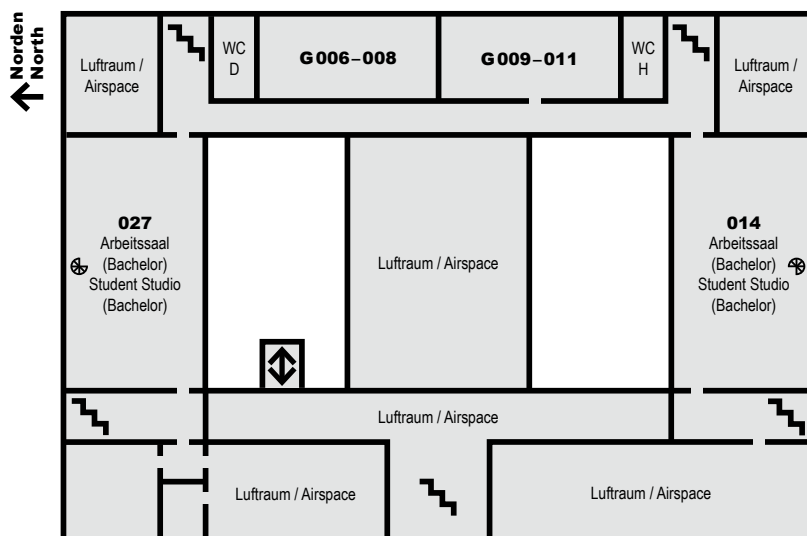 Norden
North
Luftraum /
Airspace
WC
D
G006–008
G009–011
WC
H
Luftraum /
Airspace
027
Arbeitssaal
(Bachelor)
Student Studio
(Bachelor)
Luftraum / Airspace
014
Arbeitssaal
(Bachelor)
Student Studio
(Bachelor)
Luftraum / Airspace
Luftraum / Airspace
Luftraum / Airspace